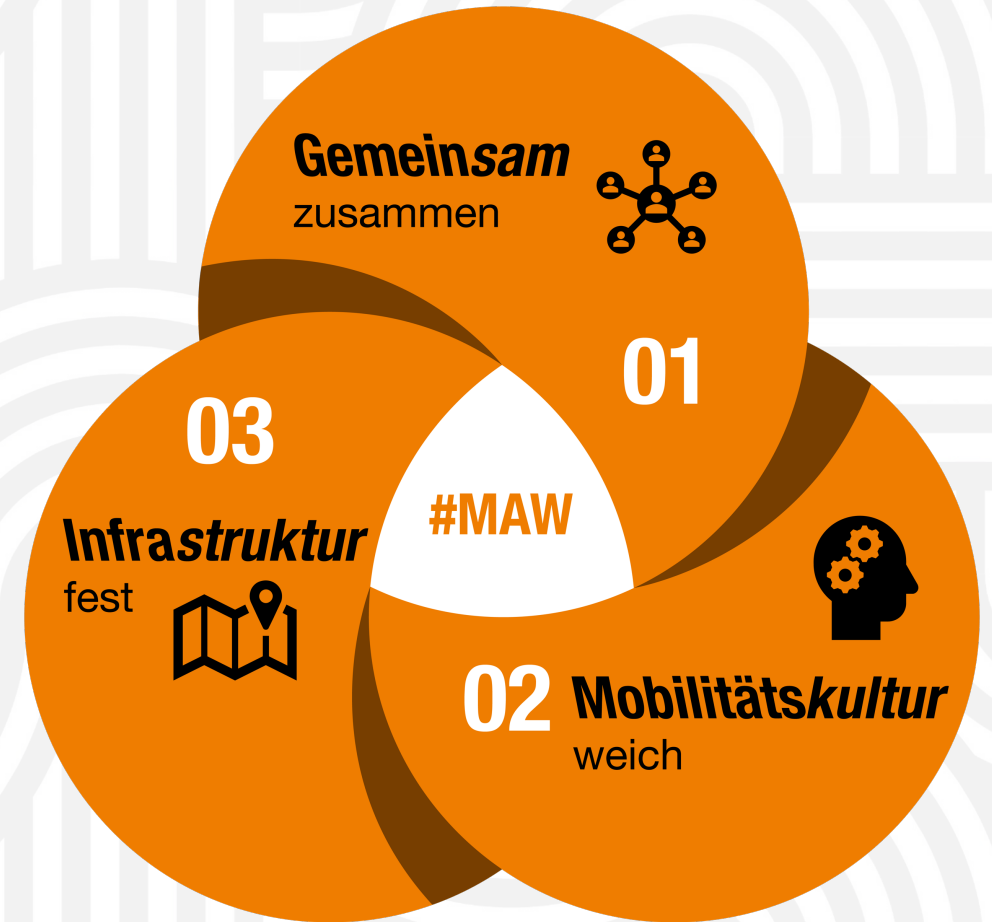 Gemeinsam
zusammen
01
03
#MAW
Infrastruktur
fest
02 Mobilitätskultur
weich